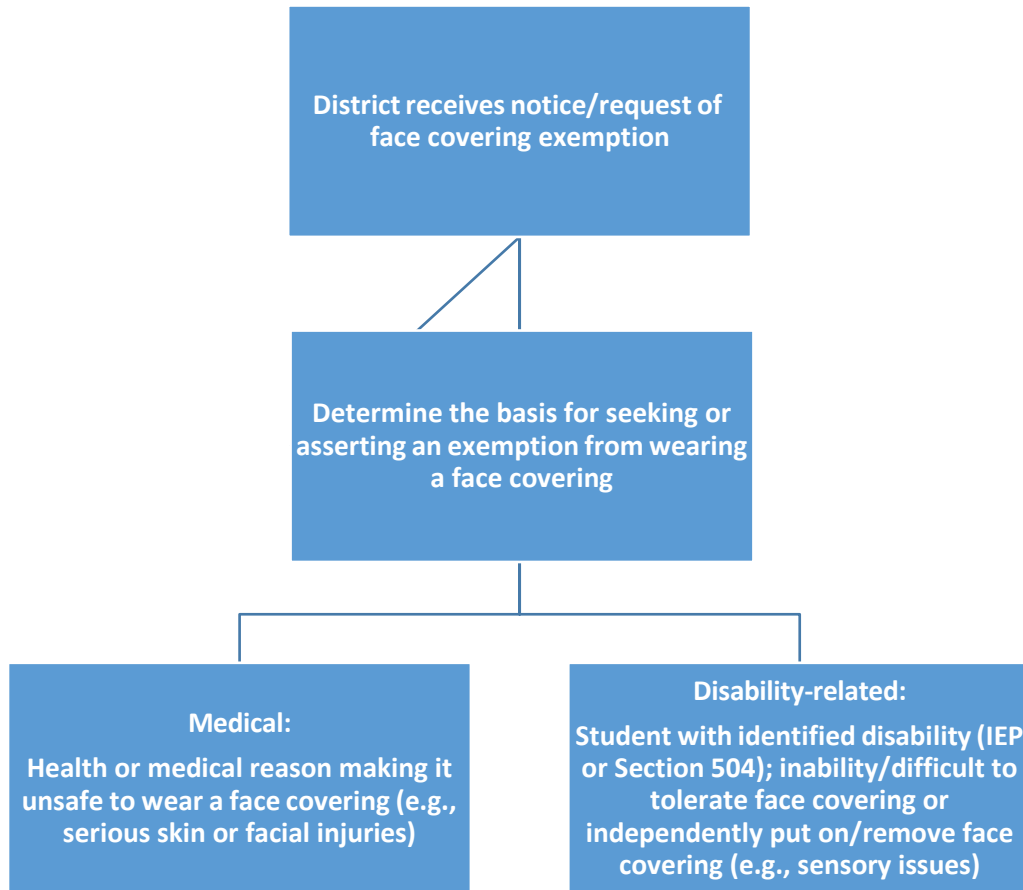 District receives notice/request of
face covering exemption
Determine the basis for seeking or
asserting an exemption from wearing
a face covering
Medical:
Health or medical reason making it
unsafe to wear a face covering (e.g.,
serious skin or facial injuries)
Disability-related:
Student with identified disability (IEP
or Section 504); inability/difficult to
tolerate face covering or
independently put on/remove face
covering (e.g., sensory issues)